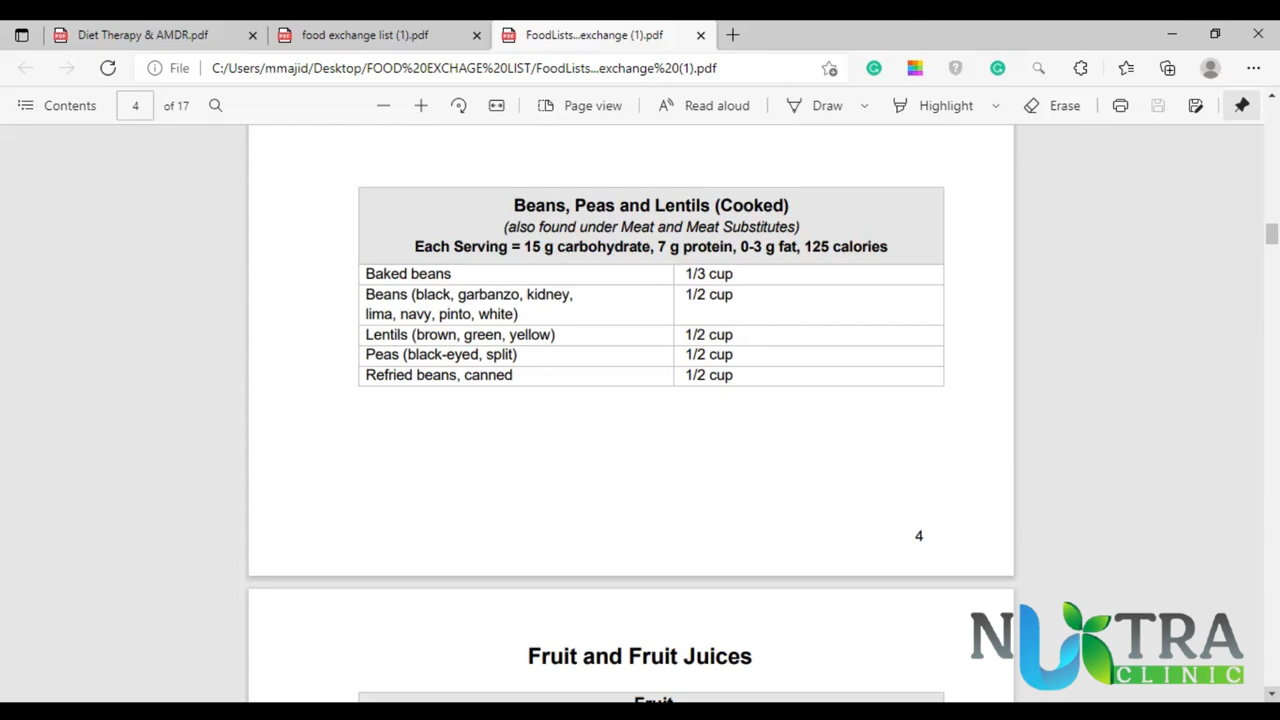 Diet Therapy & AMDR.pdf
food exchange list (1).pdf
FoodLists...exchange (1).pdf
File
C:/Users/mmajid/Desktop/FOOD%20EXCHAGE%20LIST/FoodLists...exchange%20(1).pdf
Contents
4
of 17
Page view
Read aloud
Draw
Highlight
Erase
Beans, Peas and Lentils (Cooked)
(also found under Meat and Meat Substitutes)
Each Serving = 15 g carbohydrate, 7 g protein, 0-3 g fat, 125 calories
Baked beans 1/3 cup
Beans (black, garbanzo, kidney, 1/2 cup
lima, navy, pinto, white)
Lentils (brown, green, yellow) 1/2 cup
Peas (black-eyed, split) 1/2 cup
Refried beans, canned 1/2 cup
4
Fruit and Fruit Juices
Fruit
NUTRA
CLINIC